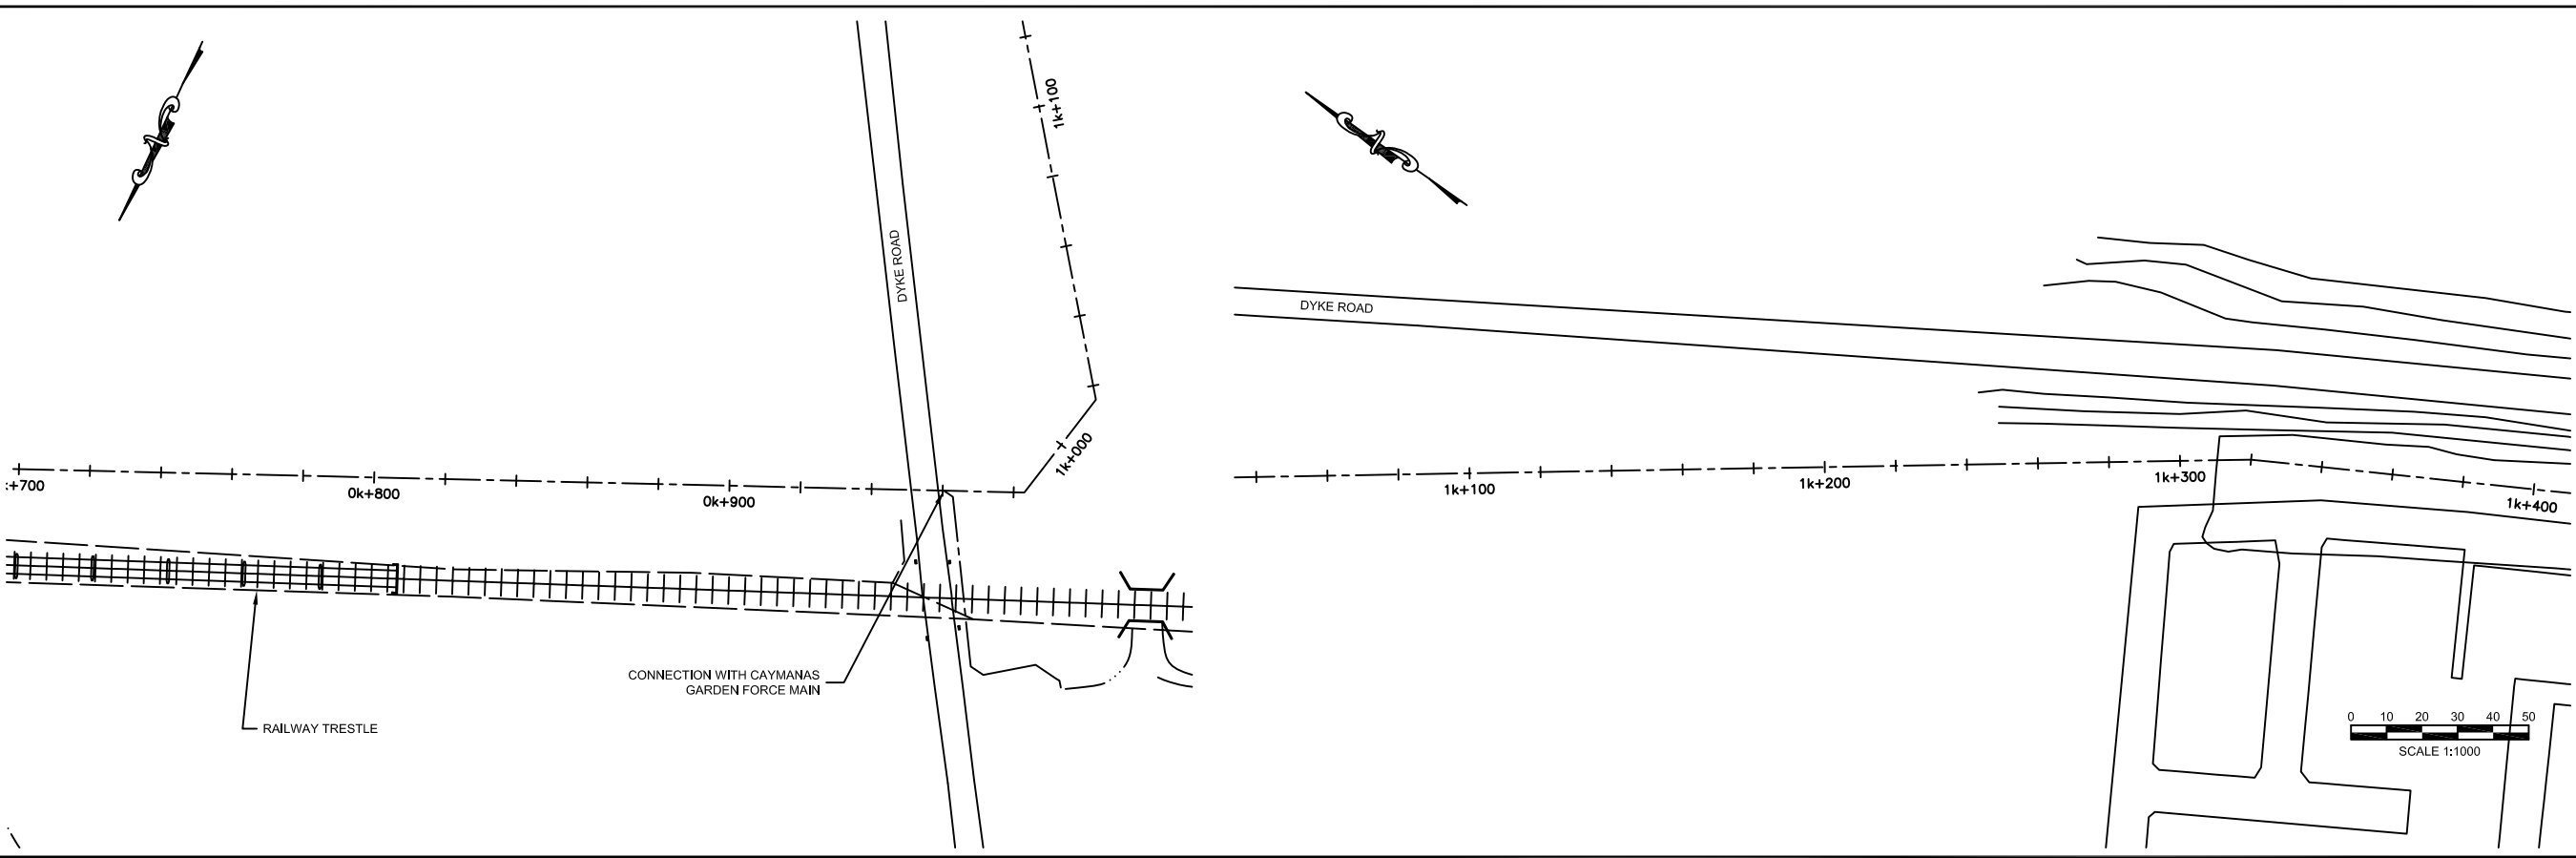 1k+100
DYKE ROAD
1k+000
+700
0k+800
0k+900
CONNECTION WITH CAYMANAS
GARDEN FORCE MAIN
RAILWAY TRESTLE
DYKE ROAD
1k+100
1k+200
1k+300
1k+400
0 10 20 30 40 50
SCALE 1:1000